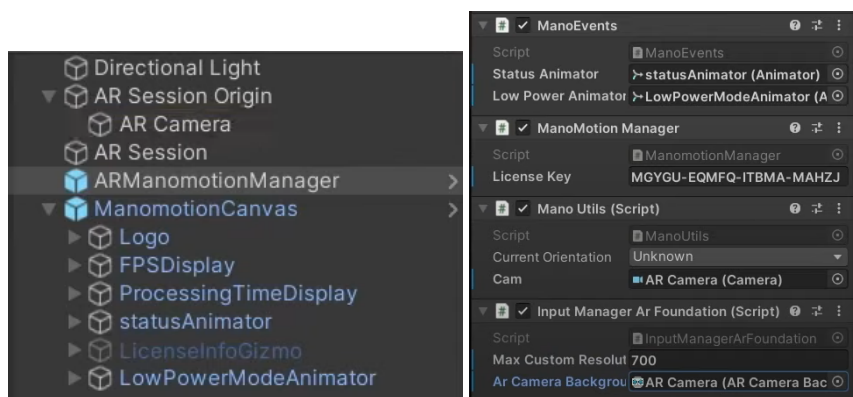 Directional Light
AR Session Origin
AR Camera
AR Session
ARManomotionManager
ManomotionCanvas
Logo
FPSDisplay
ProcessingTimeDisplay
statusAnimator
LicenseInfoGizmo
LowPowerModeAnimator
ManoEvents
Script ManoEvents
Status Animator statusAnimator (Animator)
Low Power Animator LowPowerModeAnimator (A
ManoMotion Manager
Script ManomotionManager
License Key MGYGU-EQMFQ-ITBMA-MAHZJ
Mano Utils (Script)
Script ManoUtils
Current Orientation Unknown
Cam AR Camera (Camera)
Input Manager Ar Foundation (Script)
Script InputManagerArFoundation
Max Custom Resolut 700
Ar Camera Backgrou AR Camera (AR Camera Bac